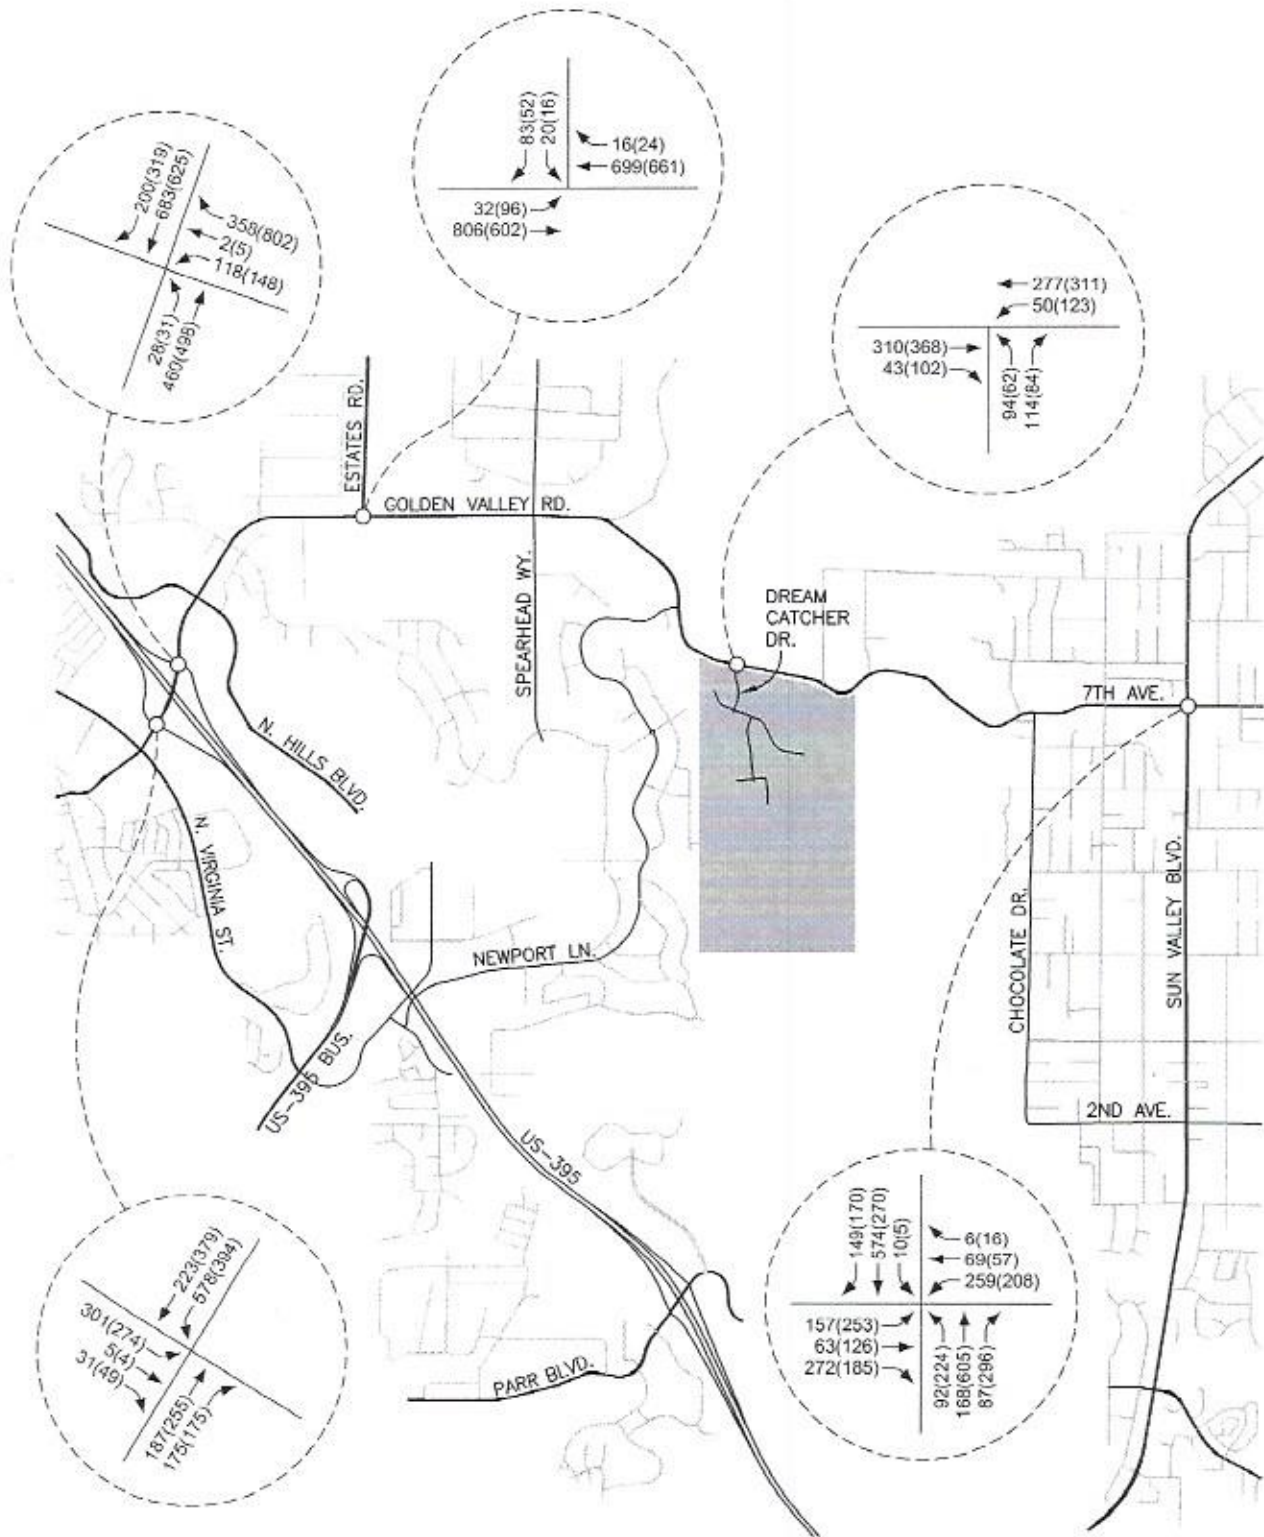 83(52)
20(16)
16(24)
699(661)
32(96)
806(602)
200(319)
683(625)
358(802)
2(5)
118(148)
28(31)
460(498)
277(311)
50(123)
310(368)
43(102)
94(62)
114(84)
ESTATES RD.
GOLDEN VALLEY RD.
SPEARHEAD WY.
DREAM
CATCHER
DR.
7TH AVE.
N. HILLS BLVD.
N. VIRGINIA ST.
CHOCOLATE DR.
SUN VALLEY BLVD.
NEWPORT LN.
US-395 BUS.
2ND AVE.
US-395
PARR BLVD.
223(379)
578(394)
301(274)
5(4)
31(49)
187(255)
175(175)
149(170)
574(270)
10(5)
6(16)
69(57)
259(208)
157(253)
63(126)
272(185)
92(224)
168(605)
87(296)